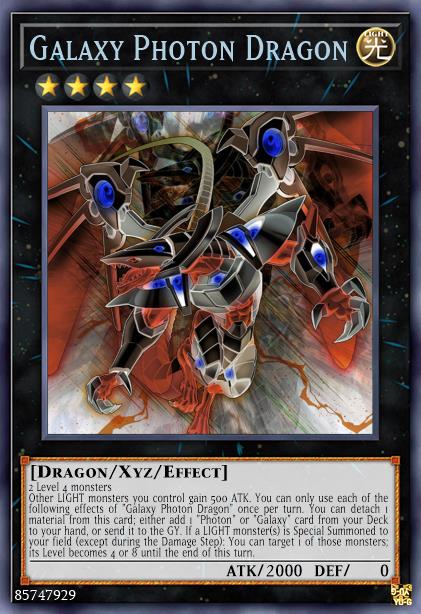 Galaxy Photon Dragon
LIGHT
光
[Dragon/Xyz/Effect]
2 Level 4 monsters
Other LIGHT monsters you control gain 500 ATK. You can only use each of the
following effects of "Galaxy Photon Dragon" once per turn. You can detach 1
material from this card; either add 1 "Photon" or "Galaxy" card from your Deck
to your hand, or send it to the GY. If a LIGHT monster(s) is Special Summoned to
your field (except during the Damage Step): You can target 1 of those monsters;
its Level becomes 4 or 8 until the end of this turn.
ATK/2000 DEF/ 0
85747929